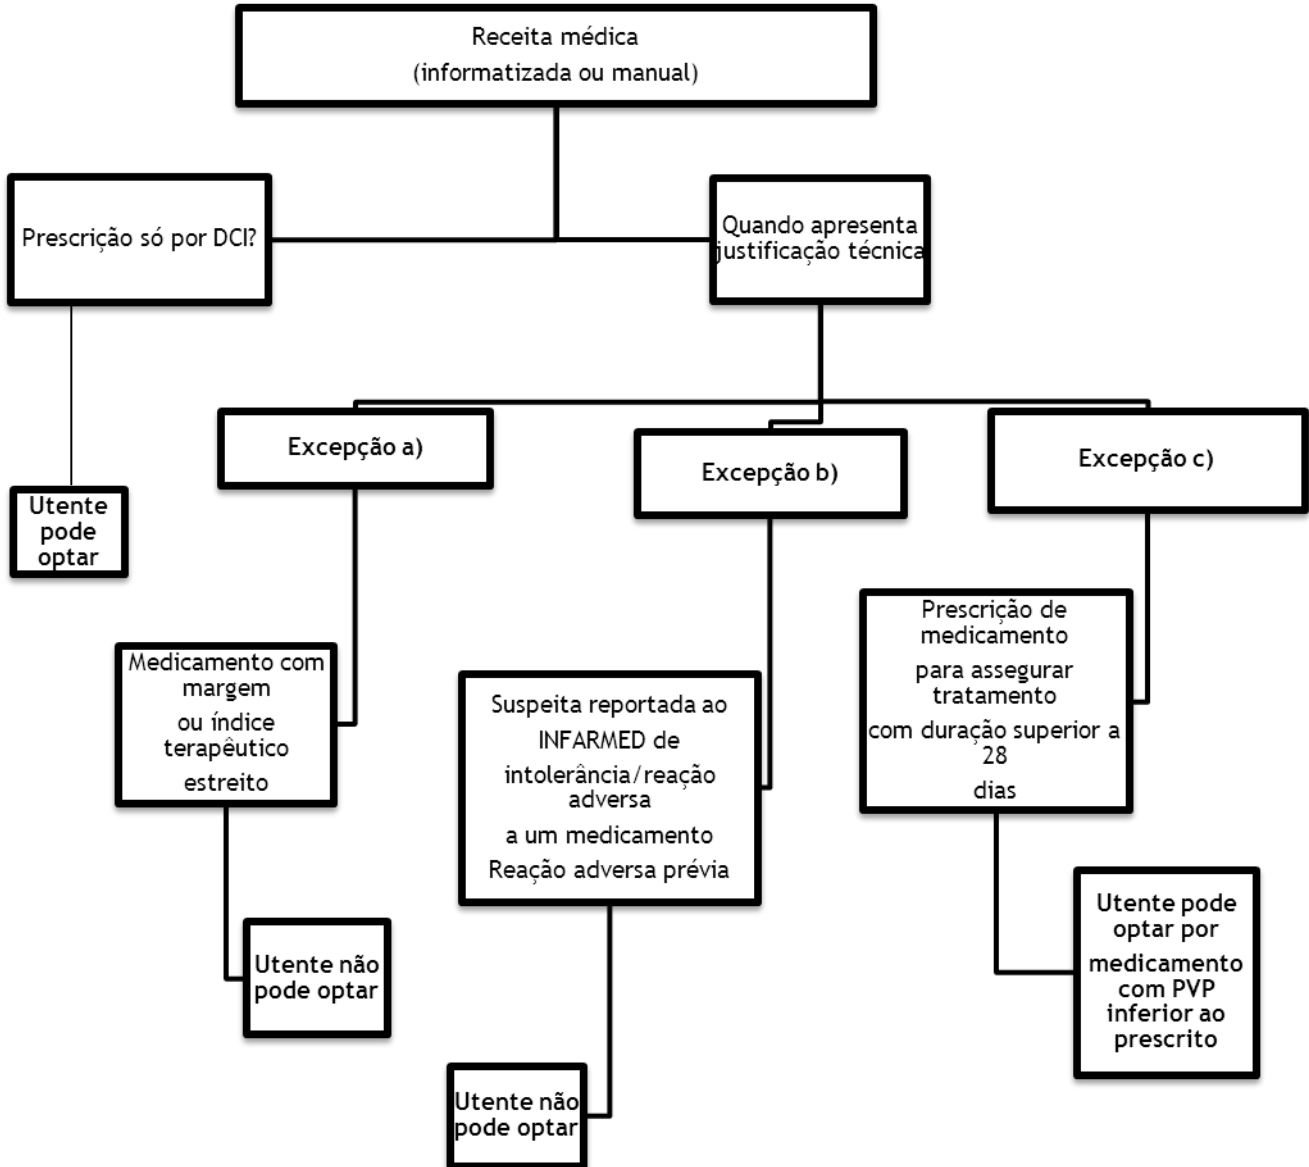 Receita médica
(informatizada ou manual)
Prescrição só por DCI?
Quando apresenta
justificação técnica
Excepção a)
Excepção b)
Excepção c)
Utente
pode
optar
Medicamento com
margem
ou índice
terapêutico
estreito
Suspeita reportada ao
INFARMED de
intolerância/reação
adversa
a um medicamento
Reação adversa prévia
Prescrição de
medicamento
para assegurar
tratamento
com duração superior a
28
dias
Utente não
pode optar
Utente não
pode optar
Utente pode
optar por
medicamento
com PVP
inferior ao
prescrito